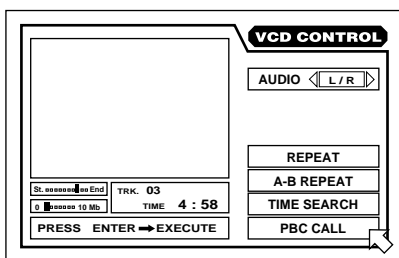 VCD CONTROL
AUDIO L / R
REPEAT
A-B REPEAT
TIME SEARCH
PBC CALL
St. End
0 10 Mb
TRK. 03
TIME 4 : 58
PRESS ENTER ➡ EXECUTE